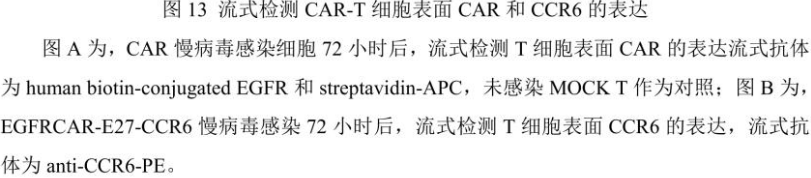 图 13 流式检测 CAR-T 细胞表面 CAR 和 CCR6 的表达
图 A 为，CAR 慢病毒感染细胞 72 小时后，流式检测 T 细胞表面 CAR 的表达流式抗体
为 human biotin-conjugated EGFR 和 streptavidin-APC，未感染 MOCK T 作为对照；图 B 为，
EGFRCAR-E27-CCR6 慢病毒感染 72 小时后，流式检测 T 细胞表面 CCR6 的表达，流式抗
体为 anti-CCR6-PE。